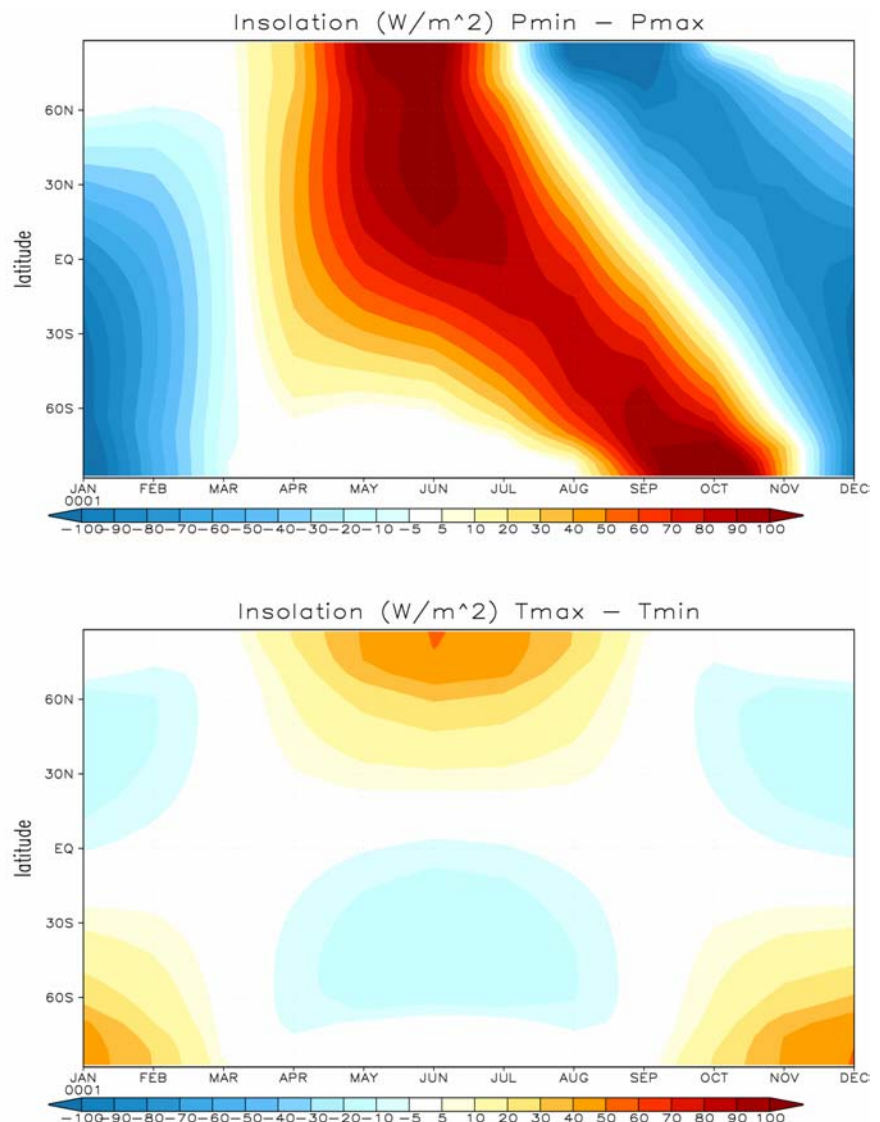 Insolation (W/m^2) Pmin - Pmax
latitude
60N
30N
EQ
30S
60S
JAN FEB MAR APR MAY JUN JUL AUG SEP OCT NOV DEC
0001
-100 -90 -80 -70 -60 -50 -40 -30 -20 -10 -5 5 10 20 30 40 50 60 70 80 90 100
Insolation (W/m^2) Tmax - Tmin
latitude
60N
30N
EQ
30S
60S
JAN FEB MAR APR MAY JUN JUL AUG SEP OCT NOV DEC
0001
-100 -90 -80 -70 -60 -50 -40 -30 -20 -10 -5 5 10 20 30 40 50 60 70 80 90 100